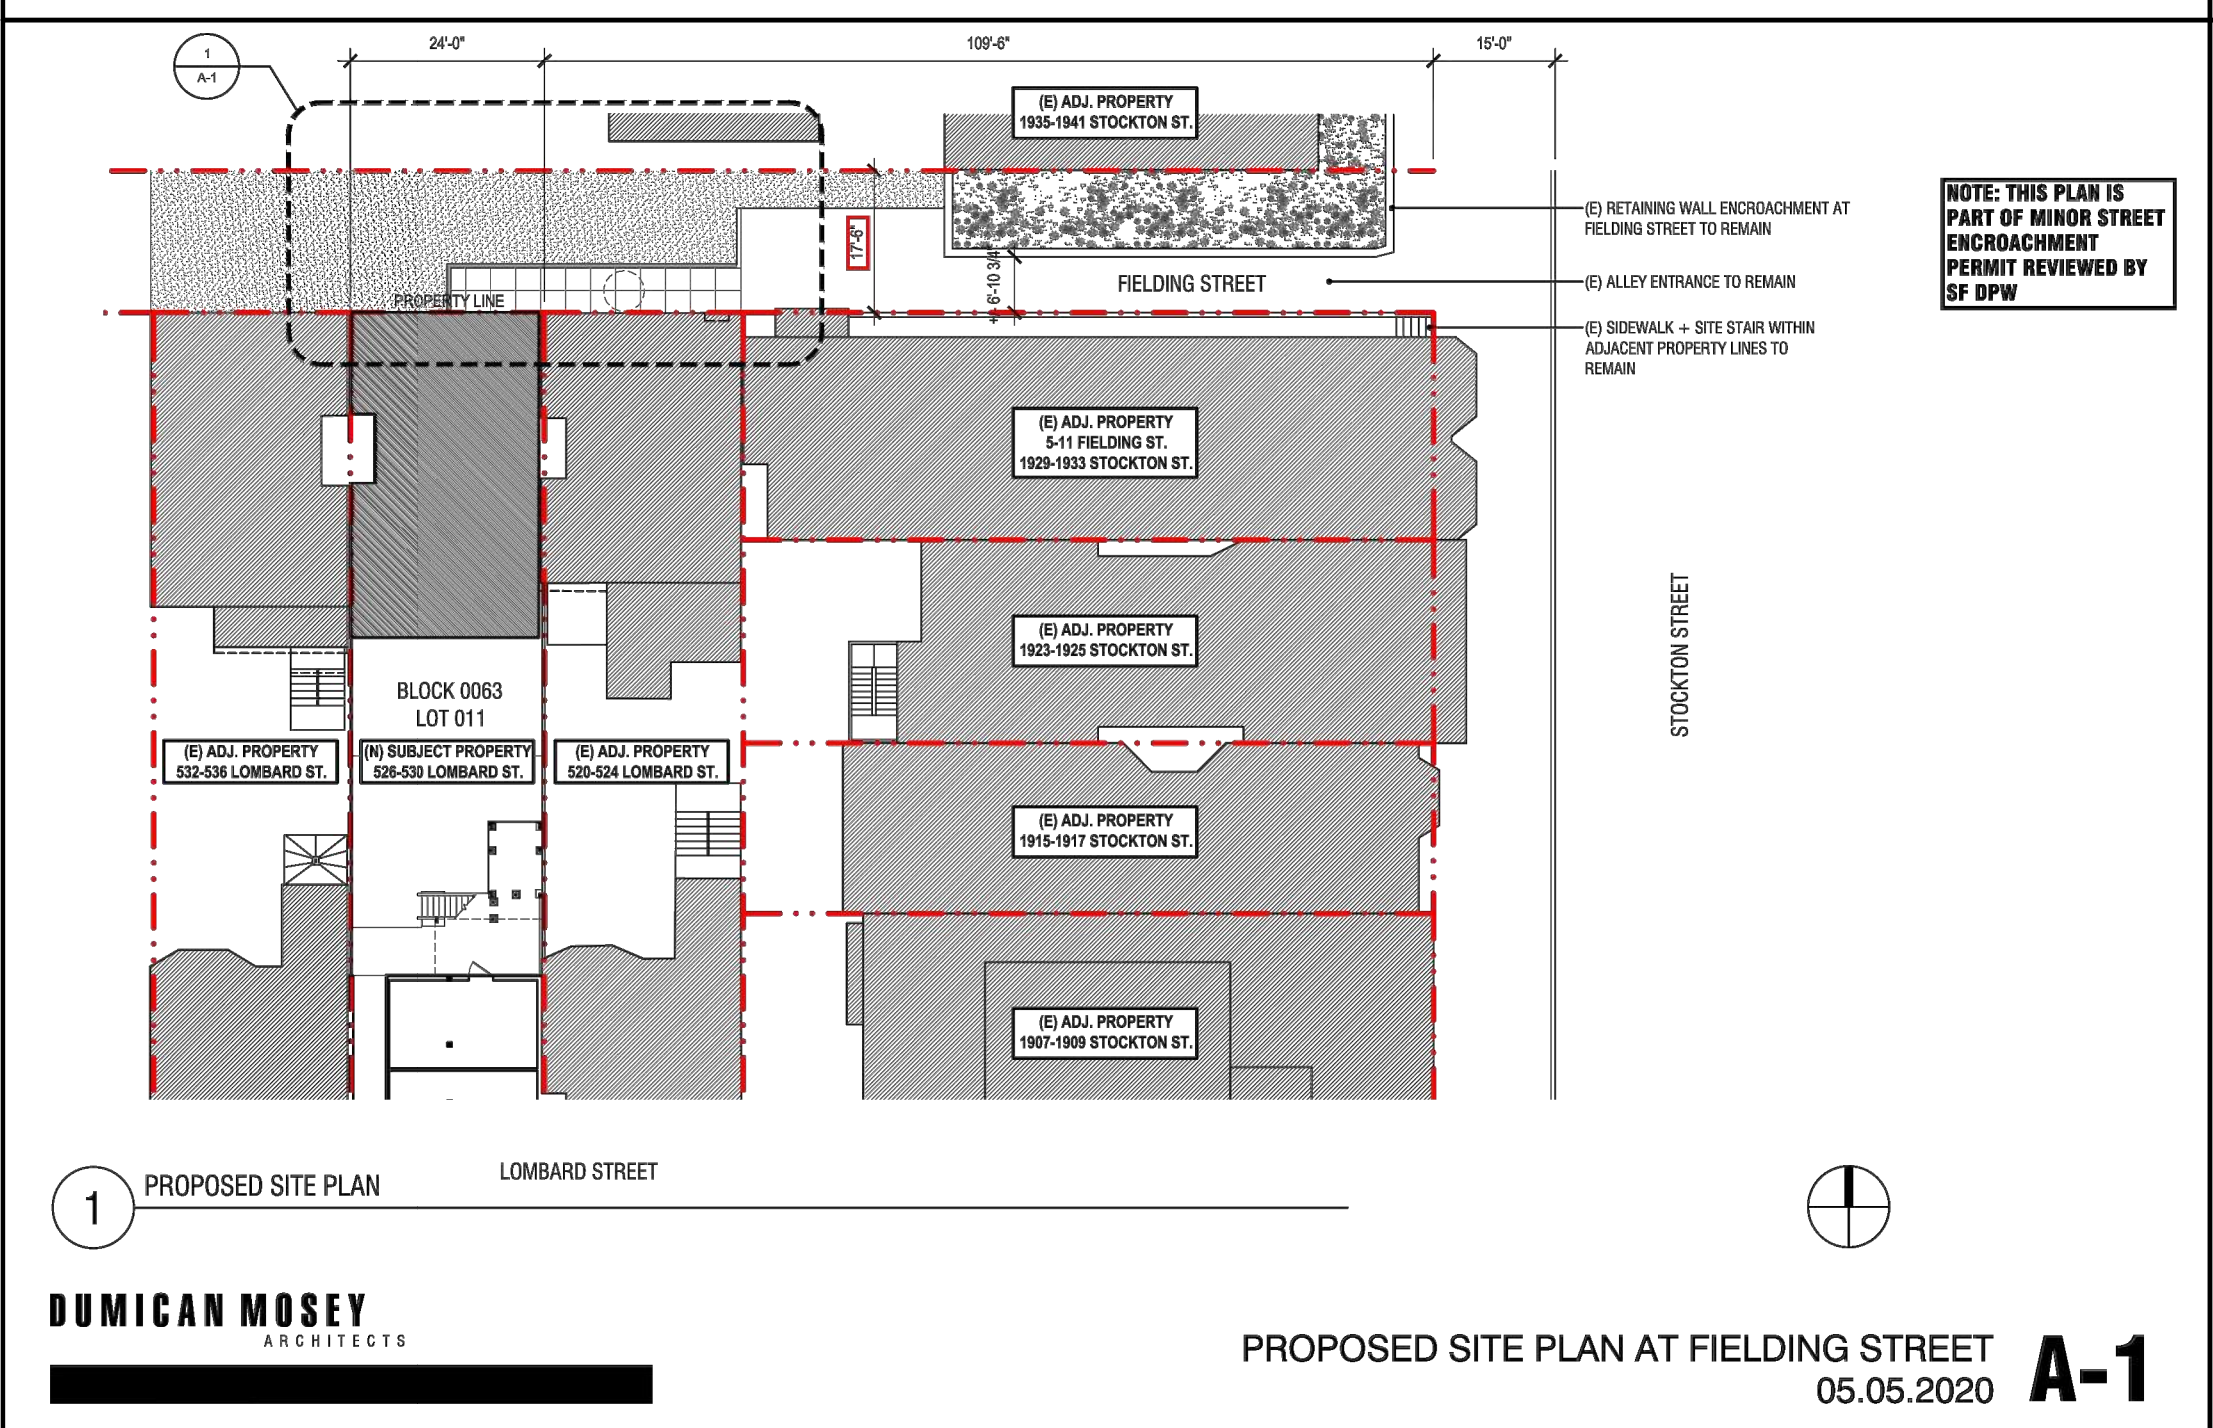 24'-0"
109'-6"
15'-0"
1
A-1
(E) ADJ. PROPERTY
1935-1941 STOCKTON ST.
NOTE: THIS PLAN IS
PART OF MINOR STREET
ENCROACHMENT
PERMIT REVIEWED BY
SF DPW
(E) RETAINING WALL ENCROACHMENT AT
FIELDING STREET TO REMAIN
17'-6"
+/- 6'-10 3/4"
FIELDING STREET
(E) ALLEY ENTRANCE TO REMAIN
PROPERTY LINE
(E) SIDEWALK + SITE STAIR WITHIN
ADJACENT PROPERTY LINES TO
REMAIN
(E) ADJ. PROPERTY
5-11 FIELDING ST.
1929-1933 STOCKTON ST.
(E) ADJ. PROPERTY
1923-1925 STOCKTON ST.
STOCKTON STREET
BLOCK 0063
LOT 011
(E) ADJ. PROPERTY
532-536 LOMBARD ST.
(N) SUBJECT PROPERTY
526-530 LOMBARD ST.
(E) ADJ. PROPERTY
520-524 LOMBARD ST.
(E) ADJ. PROPERTY
1915-1917 STOCKTON ST.
(E) ADJ. PROPERTY
1907-1909 STOCKTON ST.
LOMBARD STREET
1
PROPOSED SITE PLAN
DUMICAN MOSEY
ARCHITECTS
PROPOSED SITE PLAN AT FIELDING STREET
05.05.2020
A-1